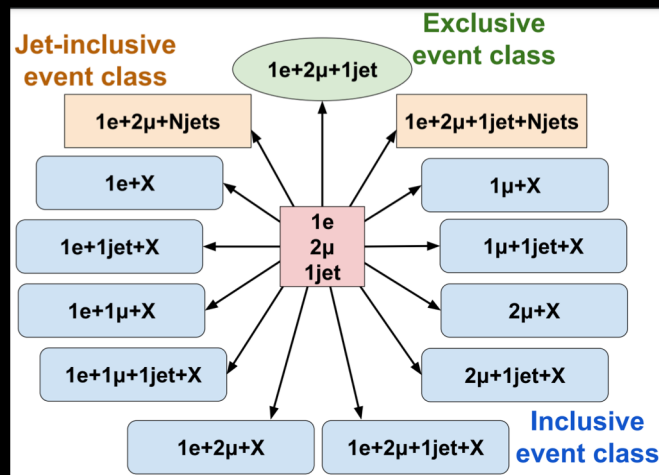 Jet-inclusive
event class
Exclusive
event class
1e+2μ+1jet
1e+2μ+Njets
1e+2μ+1jet+Njets
1e+X
1μ+X
1e
2μ
1jet
1e+1jet+X
1μ+1jet+X
1e+1μ+X
2μ+X
1e+1μ+1jet+X
2μ+1jet+X
1e+2μ+X
1e+2μ+1jet+X
Inclusive
event class